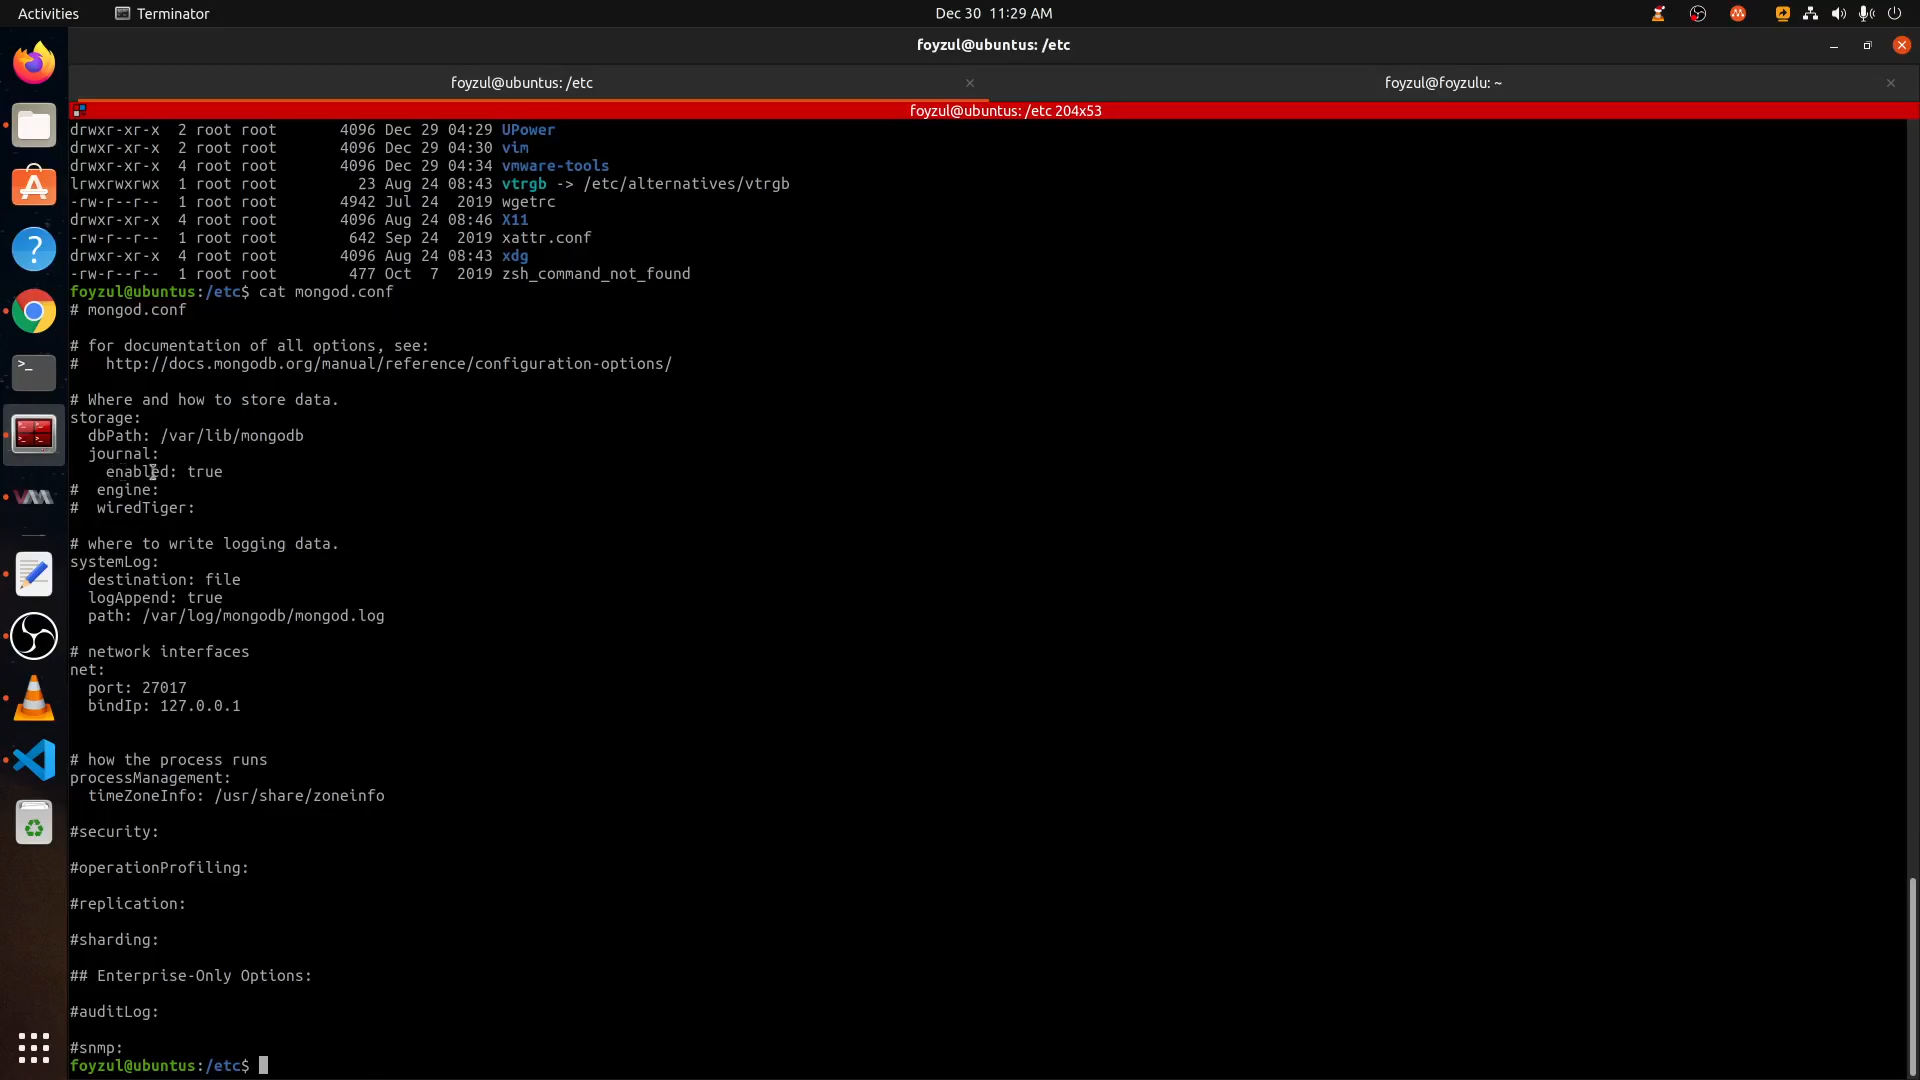 Activities
Terminator
Dec 30 11:29 AM
foyzul@ubuntus: /etc
foyzul@ubuntus: /etc
foyzul@foyzulu: ~
foyzul@ubuntus: /etc 204x53
drwxr-xr-x  2 root root       4096 Dec 29 04:29 UPower
drwxr-xr-x  2 root root       4096 Dec 29 04:30 vim
drwxr-xr-x  4 root root       4096 Dec 29 04:34 vmware-tools
lrwxrwxrwx  1 root root         23 Aug 24 08:43 vtrgb -> /etc/alternatives/vtrgb
-rw-r--r--  1 root root       4942 Jul 24  2019 wgetrc
drwxr-xr-x  4 root root       4096 Aug 24 08:46 X11
-rw-r--r--  1 root root        642 Sep 24  2019 xattr.conf
drwxr-xr-x  4 root root       4096 Aug 24 08:43 xdg
-rw-r--r--  1 root root        477 Oct  7  2019 zsh_command_not_found
foyzul@ubuntus:/etc$ cat mongod.conf
# mongod.conf
# for documentation of all options, see:
#   http://docs.mongodb.org/manual/reference/configuration-options/
# Where and how to store data.
storage:
  dbPath: /var/lib/mongodb
  journal:
    enabled: true
#  engine:
#  wiredTiger:
# where to write logging data.
systemLog:
  destination: file
  logAppend: true
  path: /var/log/mongodb/mongod.log
# network interfaces
net:
  port: 27017
  bindIp: 127.0.0.1
# how the process runs
processManagement:
  timeZoneInfo: /usr/share/zoneinfo
#security:
#operationProfiling:
#replication:
#sharding:
## Enterprise-Only Options:
#auditLog:
#snmp:
foyzul@ubuntus:/etc$